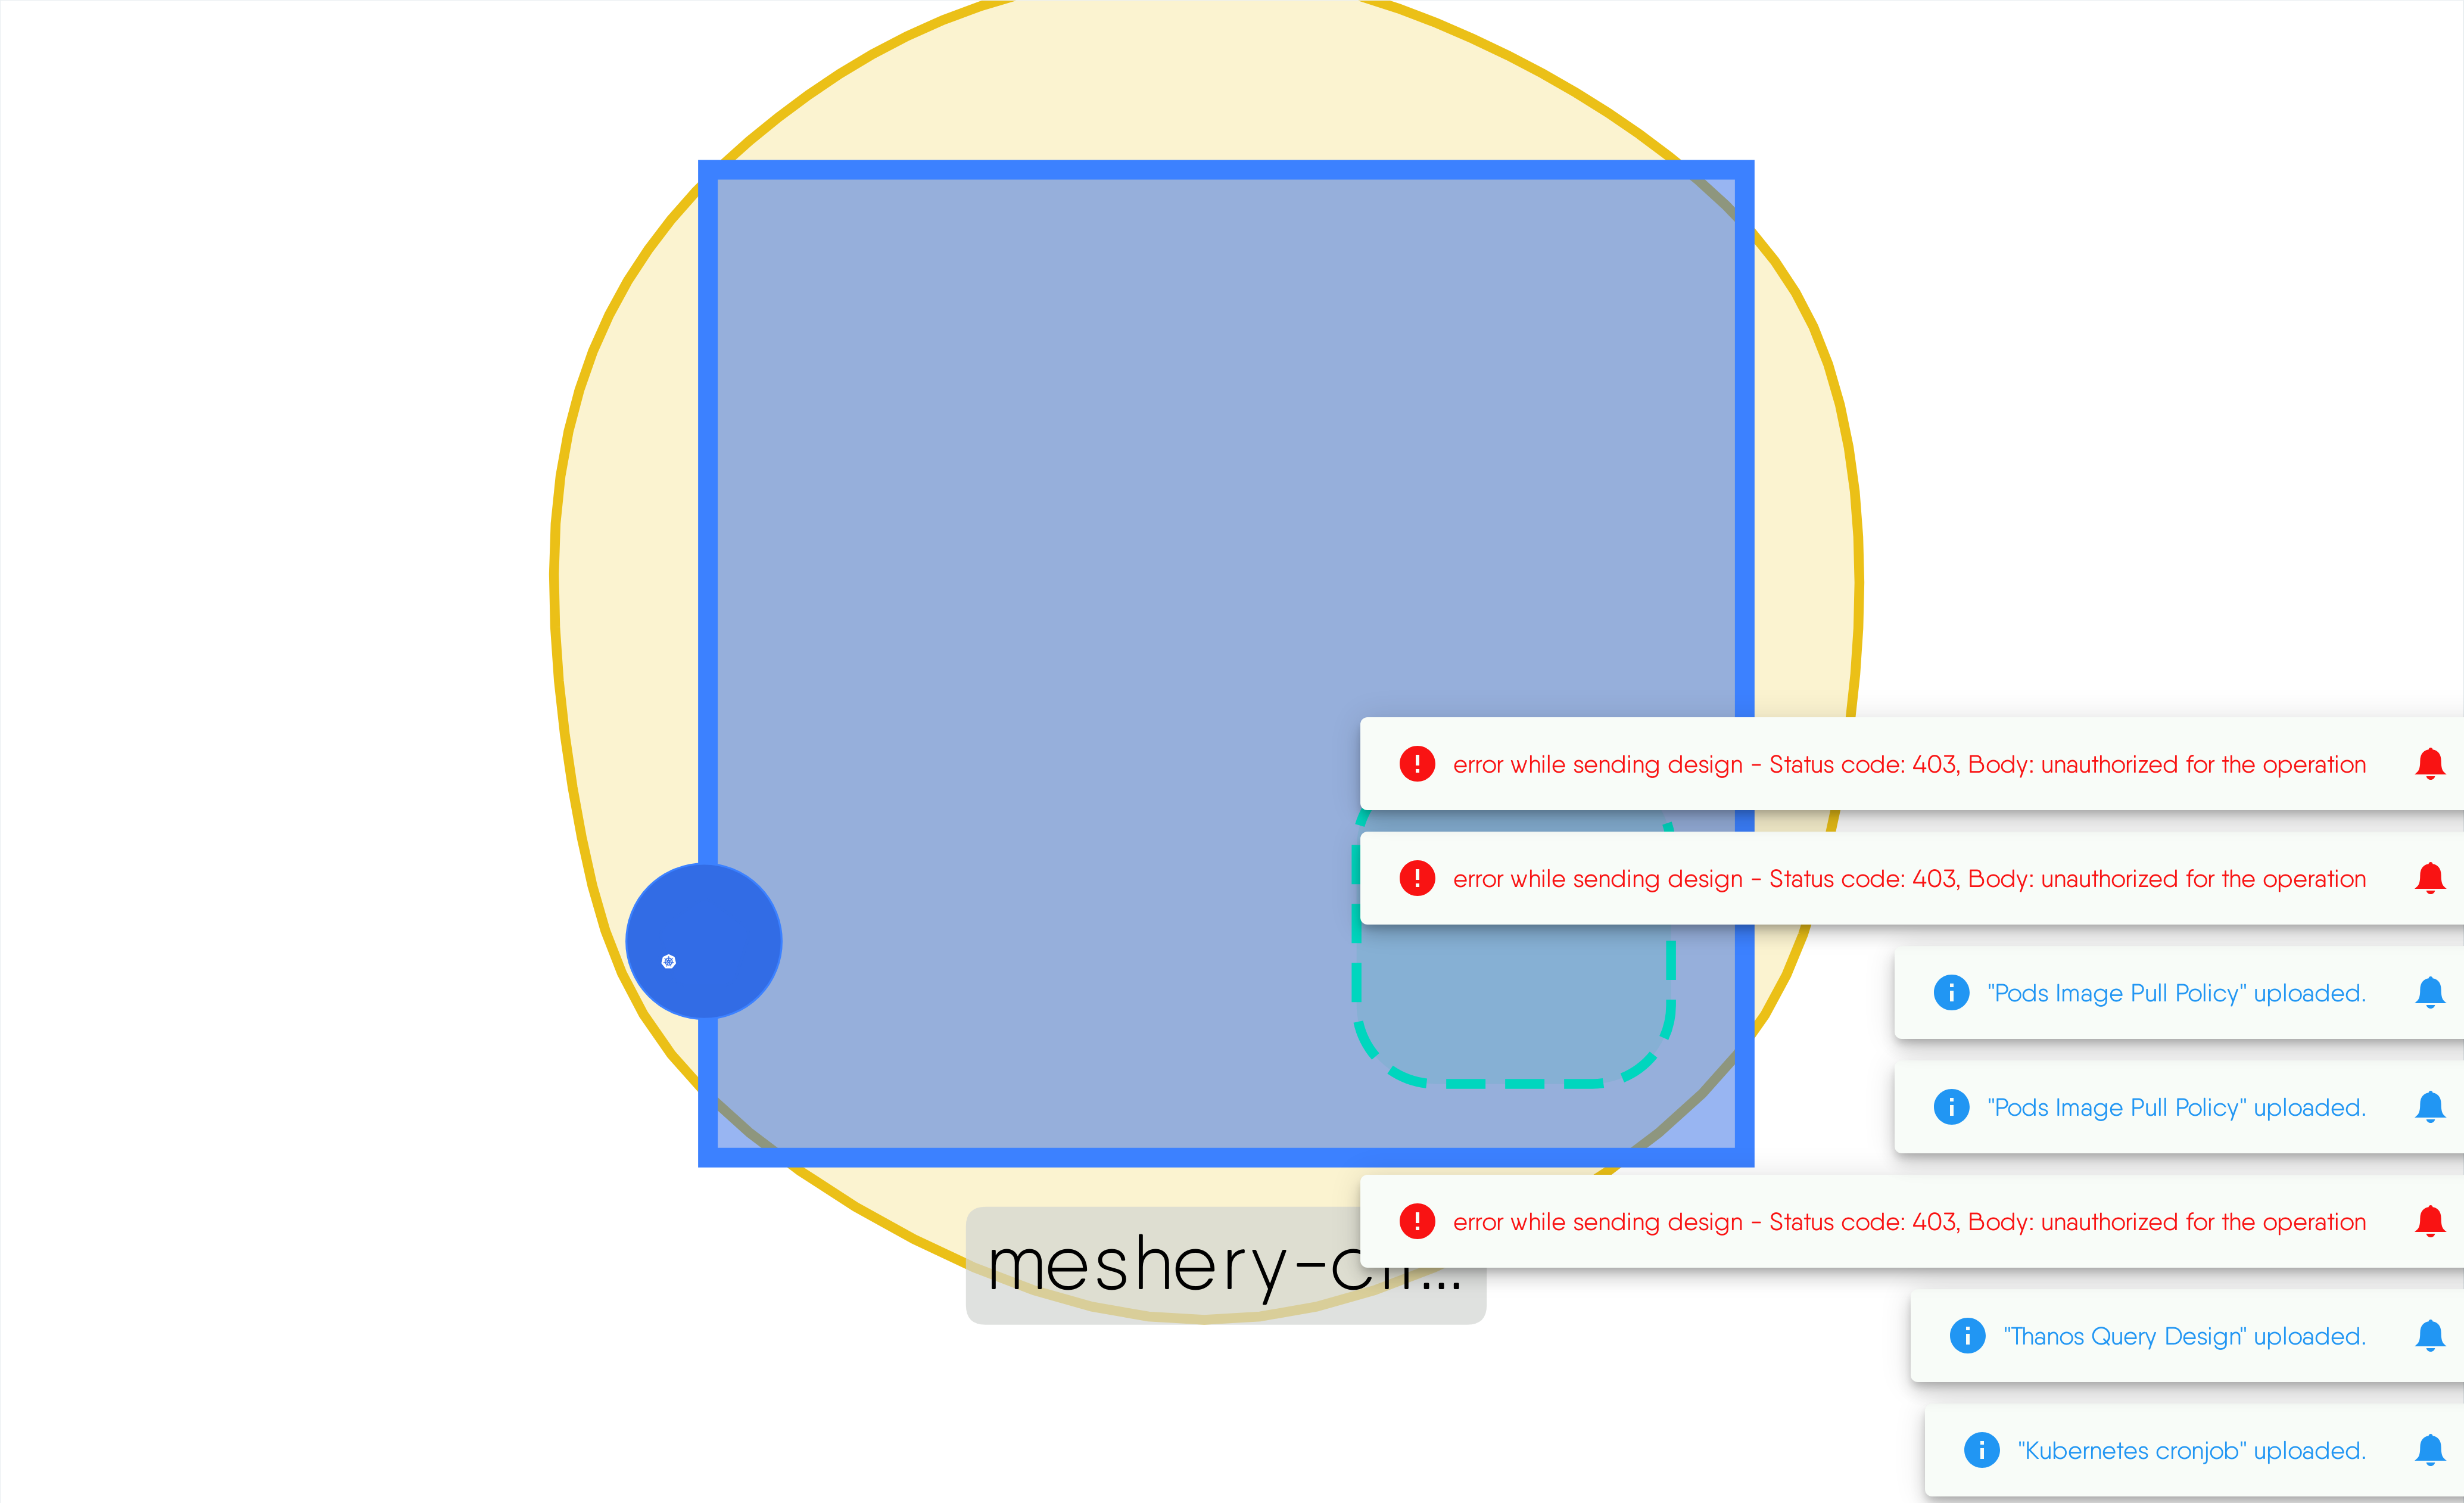 error while sending design - Status code: 403, Body: unauthorized for the operation
error while sending design - Status code: 403, Body: unauthorized for the operation
"Pods Image Pull Policy" uploaded.
"Pods Image Pull Policy" uploaded.
error while sending design - Status code: 403, Body: unauthorized for the operation
meshery-cn...
"Thanos Query Design" uploaded.
"Kubernetes cronjob" uploaded.